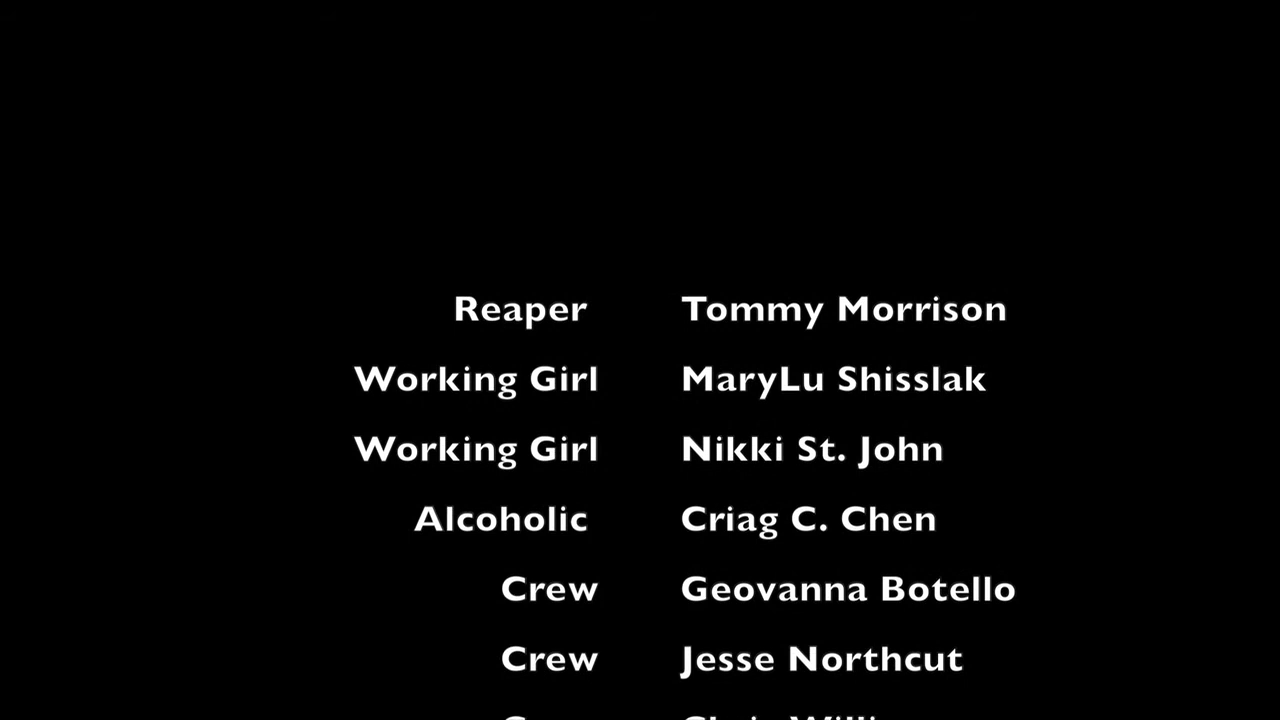 Reaper Tommy Morrison
Working Girl MaryLu Shisslak
Working Girl Nikki St. John
Alcoholic Criag C. Chen
Crew Geovanna Botello
Crew Jesse Northcut